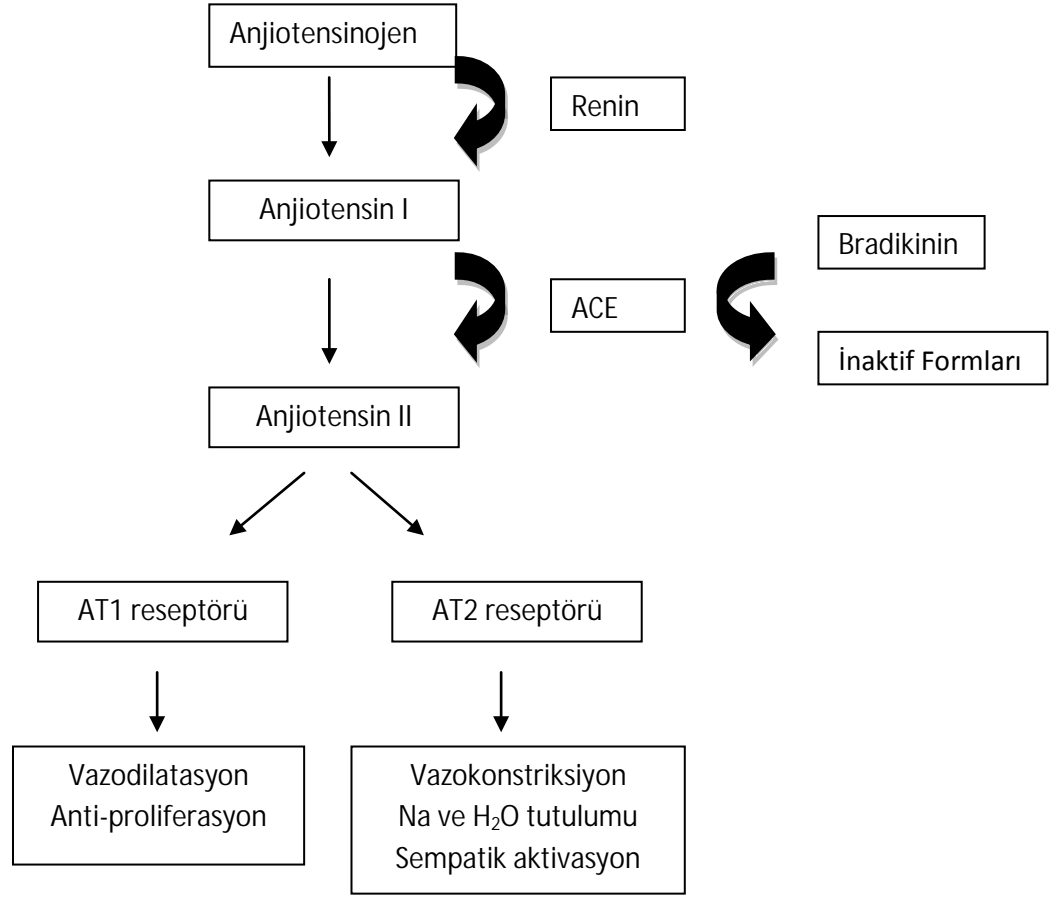 Anjiotensinojen
Renin
Anjiotensin I
Bradikinin
ACE
İnaktif Formları
Anjiotensin II
AT1 reseptörü
AT2 reseptörü
Vazodilatasyon
Anti-proliferasyon
Vazokonstriksiyon
Na ve H₂O tutulumu
Sempatik aktivasyon